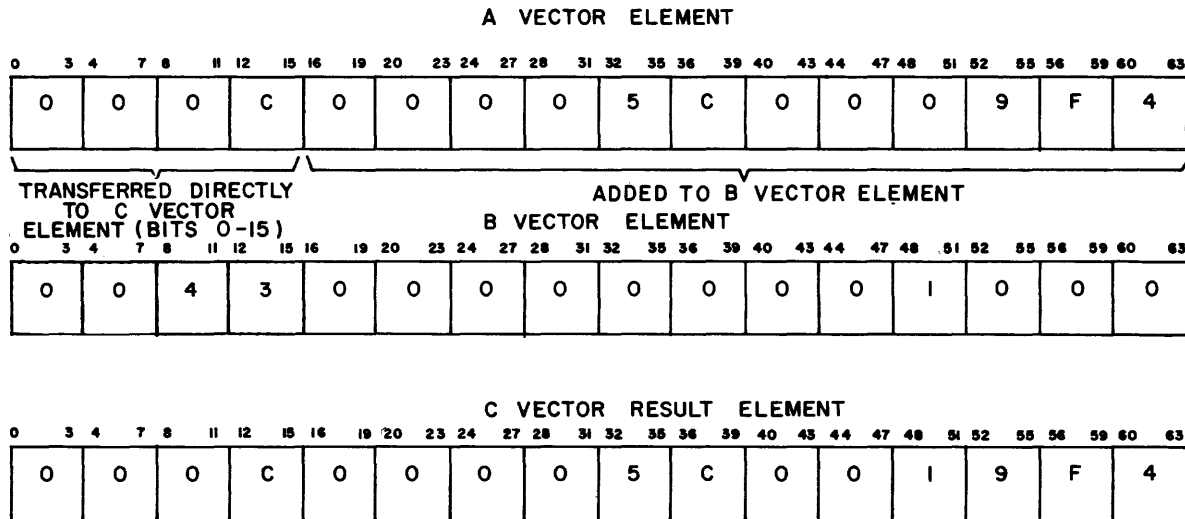 A VECTOR ELEMENT
0 3 4 7 8 11 12 15 16 19 20 23 24 27 28 31 32 35 36 39 40 43 44 47 48 51 52 55 56 59 60 63
0 0 0 C 0 0 0 0 5 C 0 0 0 9 F 4
TRANSFERRED DIRECTLY
TO C VECTOR
ELEMENT (BITS 0-15)
ADDED TO B VECTOR ELEMENT
B VECTOR ELEMENT
0 3 4 7 8 11 12 15 16 19 20 23 24 27 28 31 32 35 36 39 40 43 44 47 48 51 52 55 56 59 60 63
0 0 4 3 0 0 0 0 0 0 0 0 1 0 0 0
C VECTOR RESULT ELEMENT
0 3 4 7 8 11 12 15 16 19 20 23 24 27 28 31 32 35 36 39 40 43 44 47 48 51 52 55 56 59 60 63
0 0 0 C 0 0 0 0 5 C 0 0 1 9 F 4